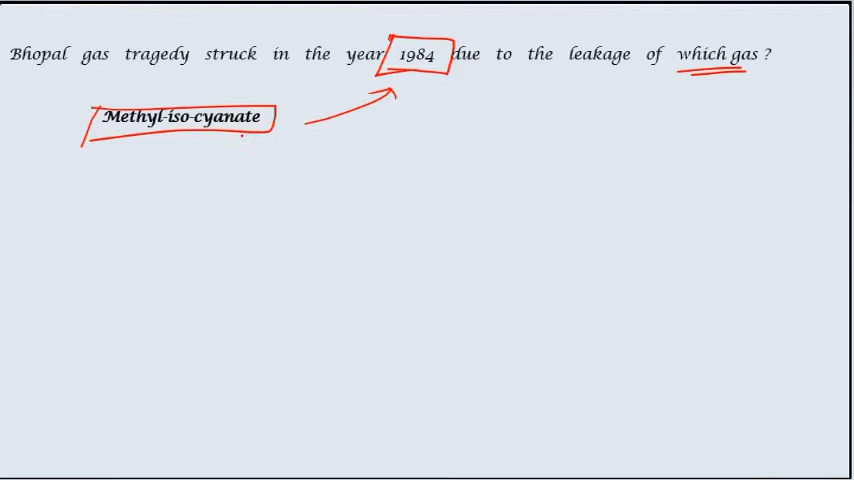 Bhopal gas tragedy struck in the year 1984 due to the leakage of which gas ?
Methyl-iso-cyanate